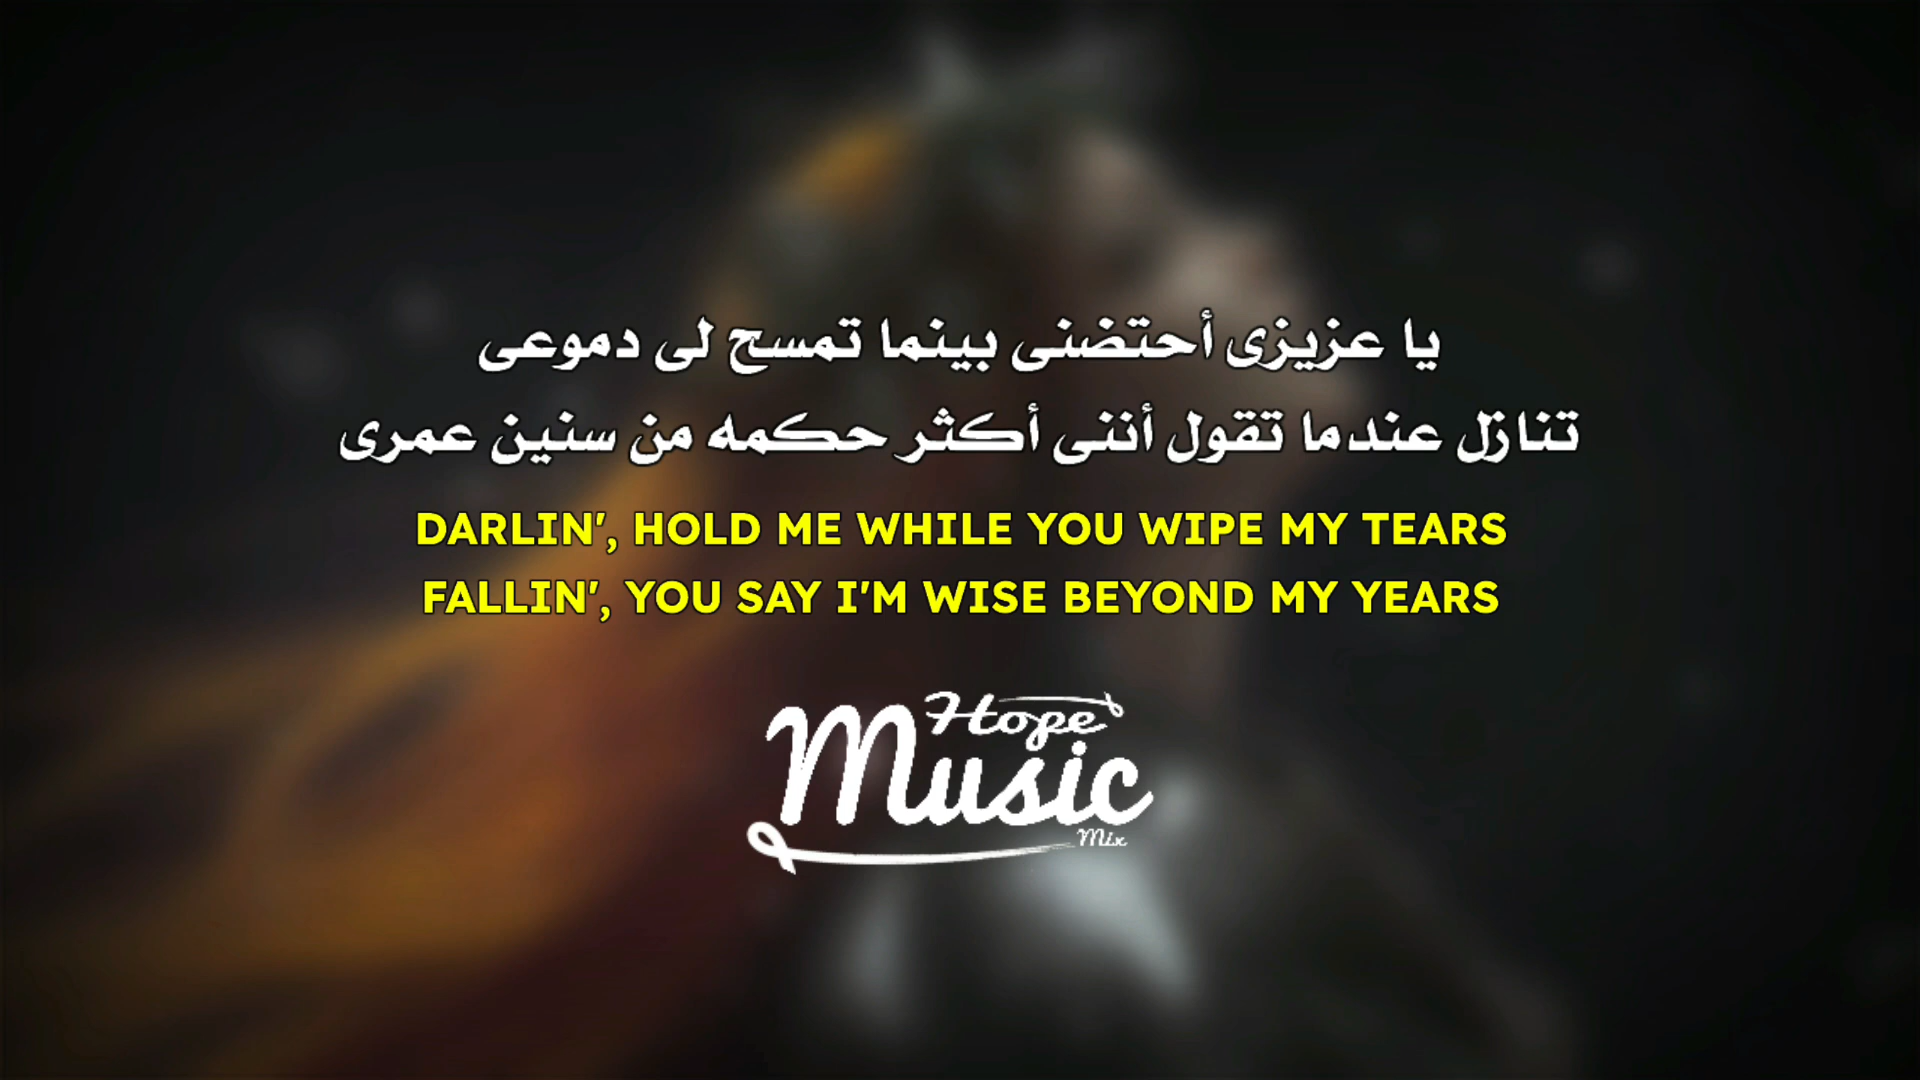 يا عزيزى أحتضنى بينما تمسح لى دموعى
تنازل عندما تقول أننى أكثر حكمه من سنين عمرى
DARLIN', HOLD ME WHILE YOU WIPE MY TEARS
FALLIN', YOU SAY I'M WISE BEYOND MY YEARS
Hope
Music
Mix